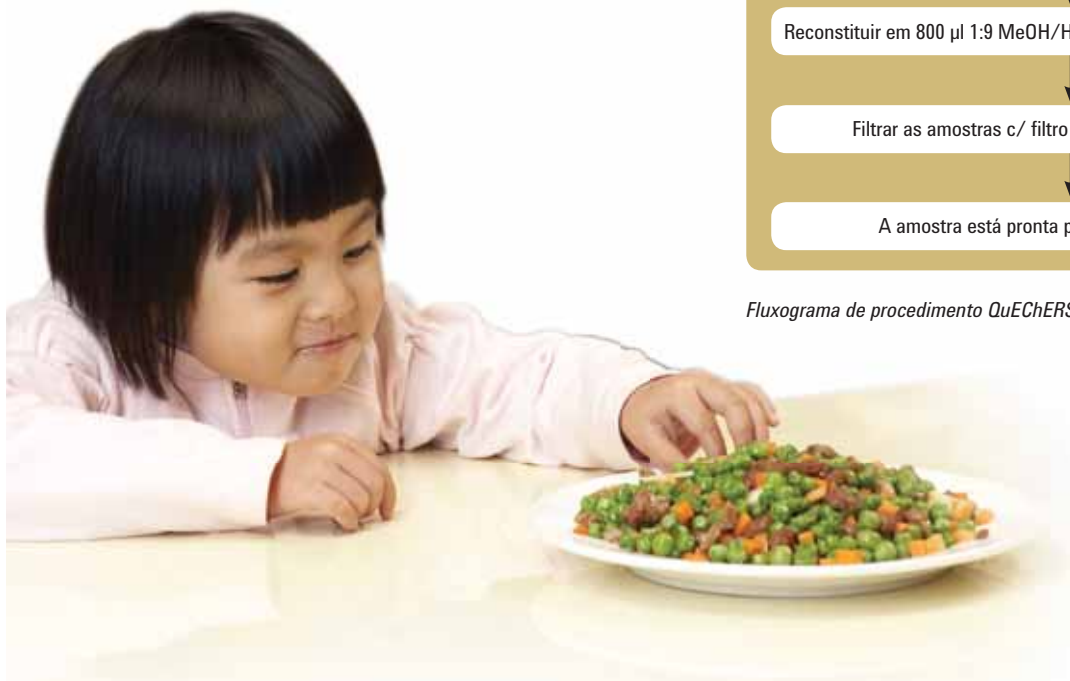 Reconstituir em 800 µl 1:9 MeOH/H
Filtrar as amostras c/ filtro
A amostra está pronta p
Fluxograma de procedimento QuEChERS